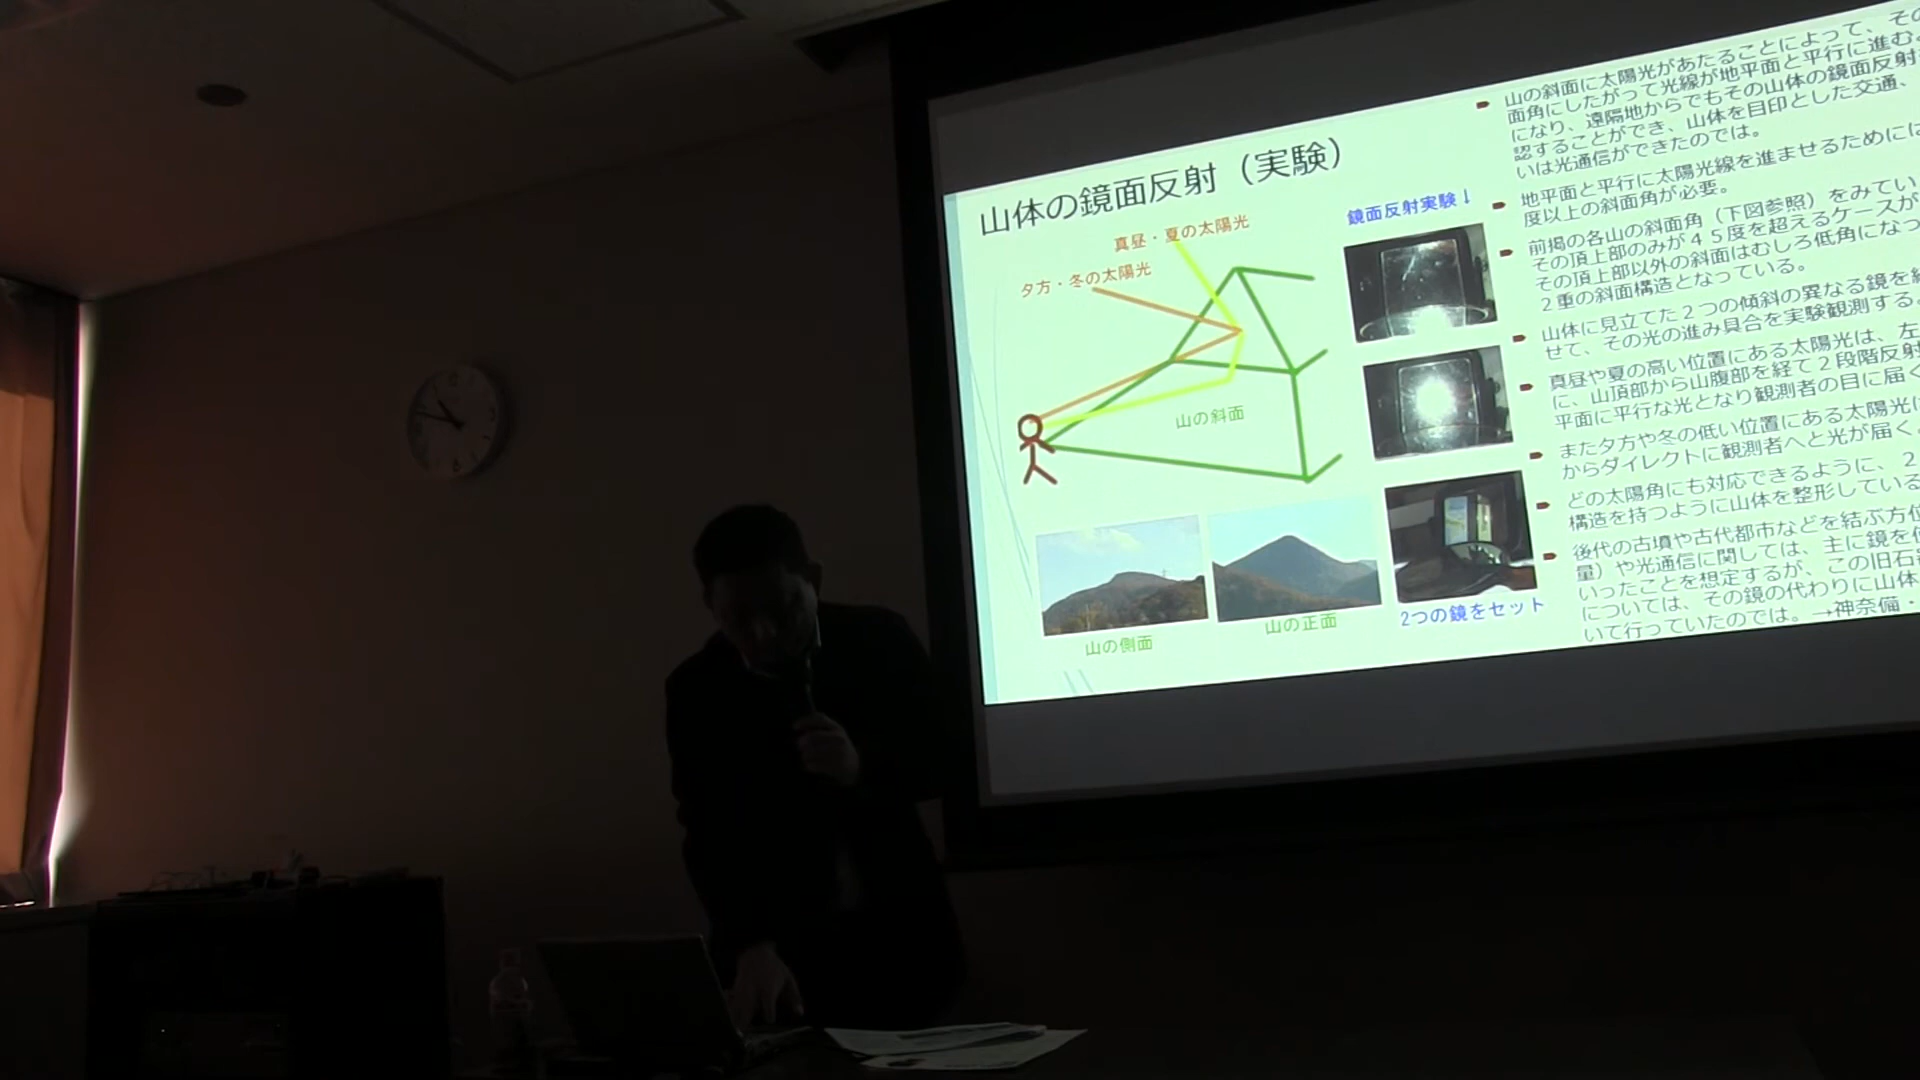 山体の鏡面反射（実験）
真昼・夏の太陽光
夕方・冬の太陽光
山の斜面
山の側面
山の正面
鏡面反射実験↓
2つの鏡をセット
山の斜面に太陽光があたることによって、その
面角にしたがって光線が地平面と平行に進む
になり、遠隔地からでもその山体の鏡面反射
認することができ、山体を目印とした交通、
いは光通信ができたのでは。
地平面と平行に太陽光線を進ませるためには
度以上の斜面角が必要。
前掲の各山の斜面角（下図参照）をみてい
その頂上部のみが４５度を超えるケースが
その頂上部以外の斜面はむしろ低角になっ
２重の斜面構造となっている。
山体に見立てた２つの傾斜の異なる鏡を
せて、その光の進み具合を実験観測する。
真昼や夏の高い位置にある太陽光は、左
に、山頂部から山腹部を経て２段階反射
平面に平行な光となり観測者の目に届く
また夕方や冬の低い位置にある太陽光は
からダイレクトに観測者へと光が届く。
どの太陽角にも対応できるように、２
構造を持つように山体を整形している
後代の古墳や古代都市などを結ぶ方位
量）や光通信に関しては、主に鏡を使
いったことを想定するが、この旧石器
については、その鏡の代わりに山体
いて行っていたのでは。→神奈備・